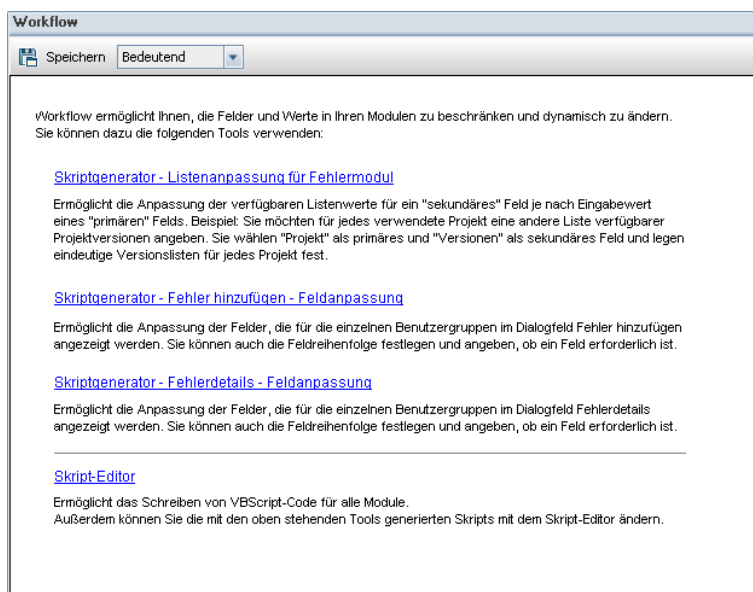 Workflow
Speichern Bedeutend
Workflow ermöglicht Ihnen, die Felder und Werte in Ihren Modulen zu beschränken und dynamisch zu ändern.
Sie können dazu die folgenden Tools verwenden:
Skriptgenerator - Listenanpassung für Fehlermodul
Ermöglicht die Anpassung der verfügbaren Listenwerte für ein "sekundäres" Feld je nach Eingabewert
eines "primären" Felds. Beispiel: Sie möchten für jedes verwendete Projekt eine andere Liste verfügbarer
Projektversionen angeben. Sie wählen "Projekt" als primäres und "Versionen" als sekundäres Feld und legen
eindeutige Versionslisten für jedes Projekt fest.
Skriptgenerator - Fehler hinzufügen - Feldanpassung
Ermöglicht die Anpassung der Felder, die für die einzelnen Benutzergruppen im Dialogfeld Fehler hinzufügen
angezeigt werden. Sie können auch die Feldreihenfolge festlegen und angeben, ob ein Feld erforderlich ist.
Skriptgenerator - Fehlerdetails - Feldanpassung
Ermöglicht die Anpassung der Felder, die für die einzelnen Benutzergruppen im Dialogfeld Fehlerdetails
angezeigt werden. Sie können auch die Feldreihenfolge festlegen und angeben, ob ein Feld erforderlich ist.
Skript-Editor
Ermöglicht das Schreiben von VBScript-Code für alle Module.
Außerdem können Sie die mit den oben stehenden Tools generierten Skripts mit dem Skript-Editor ändern.